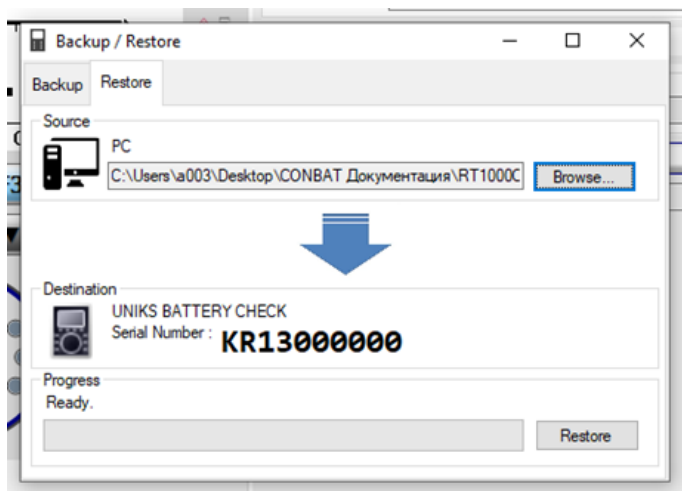 Backup / Restore
Backup Restore
Source
PC
C:\Users\a003\Desktop\CONBAT Документация\RT1000C
Browse...
Destination
UNIKS BATTERY CHECK
Serial Number : KR13000000
Progress
Ready.
Restore